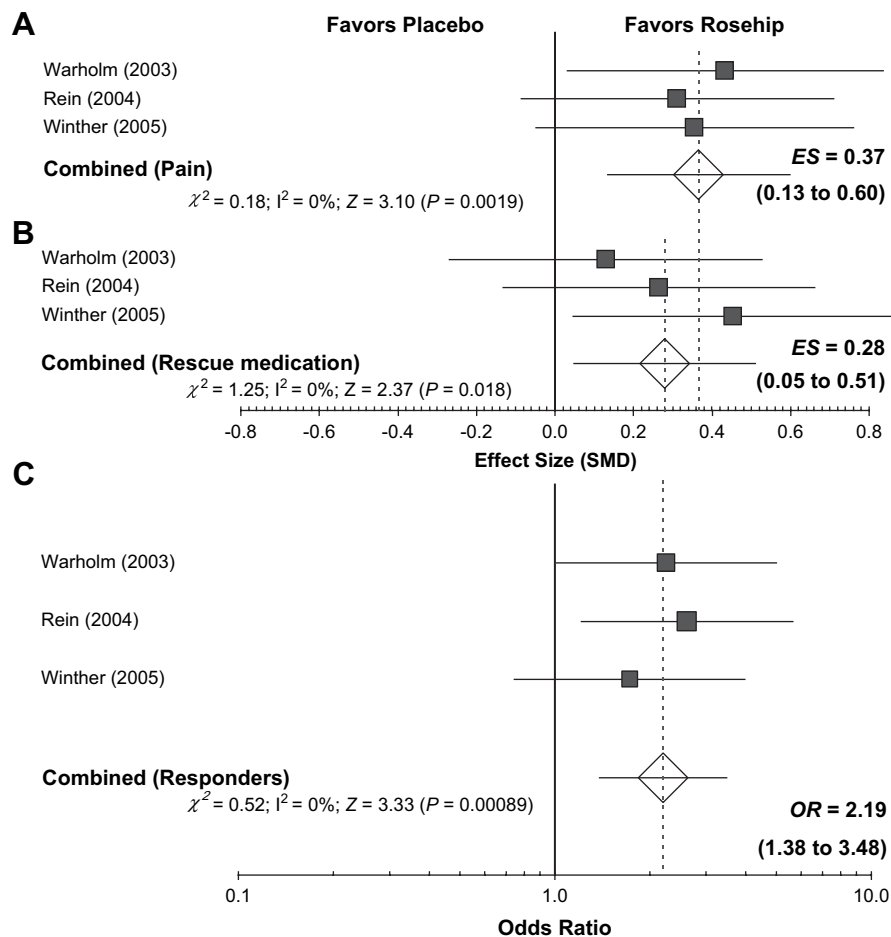 A
Favors Placebo Favors Rosehip
Warholm (2003)
Rein (2004)
Winther (2005)
Combined (Pain)
ES = 0.37
(0.13 to 0.60)
χ² = 0.18; I² = 0%; Z = 3.10 (P = 0.0019)
B
Warholm (2003)
Rein (2004)
Winther (2005)
Combined (Rescue medication)
ES = 0.28
(0.05 to 0.51)
χ² = 1.25; I² = 0%; Z = 2.37 (P = 0.018)
-0.8 -0.6 -0.4 -0.2 0.0 0.2 0.4 0.6 0.8
Effect Size (SMD)
C
Warholm (2003)
Rein (2004)
Winther (2005)
Combined (Responders)
χ² = 0.52; I² = 0%; Z = 3.33 (P = 0.00089)
OR = 2.19
(1.38 to 3.48)
0.1 1.0 10.0
Odds Ratio